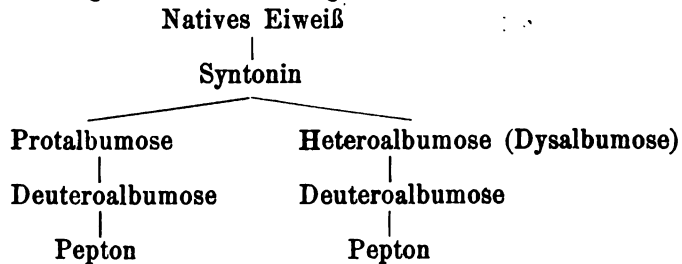 Natives Eiweiß
Syntonin
Protalbumose Heteroalbumose (Dysalbumose)
Deuteroalbumose Deuteroalbumose
Pepton Pepton